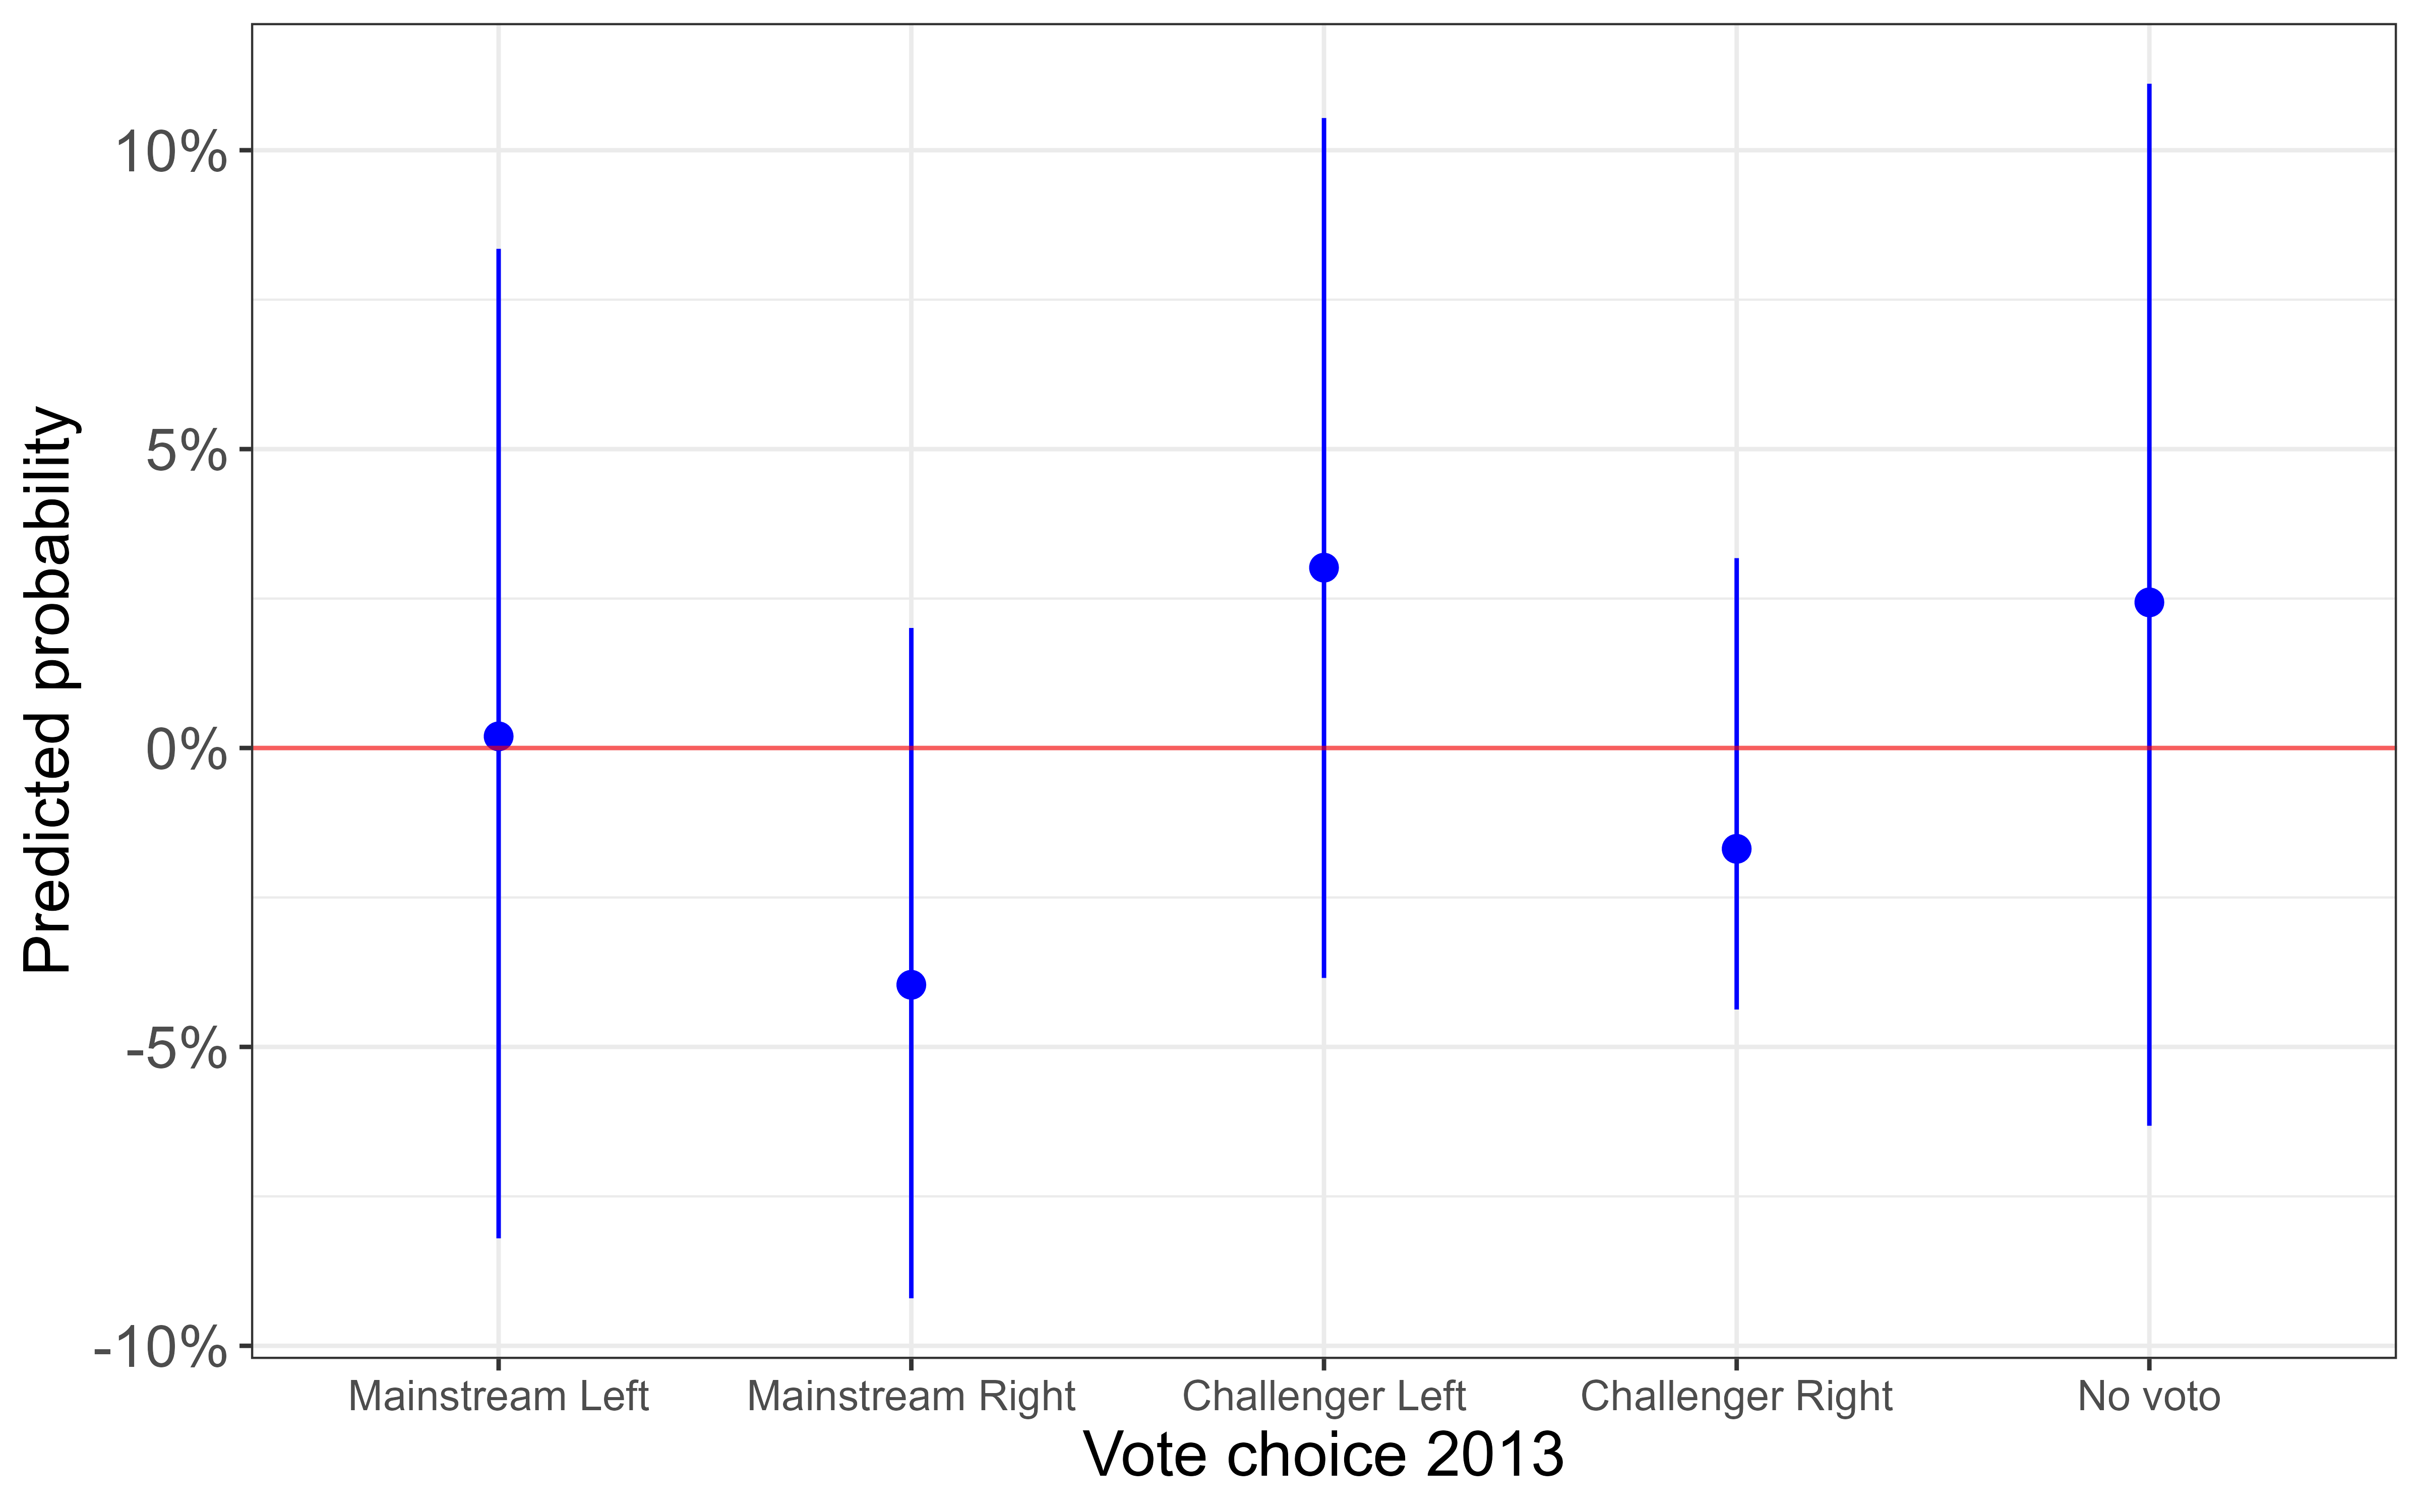 Predicted probability
10%
5%
0%
-5%
-10%
Mainstream Left
Mainstream Right
Challenger Left
Challenger Right
No voto
Vote choice 2013